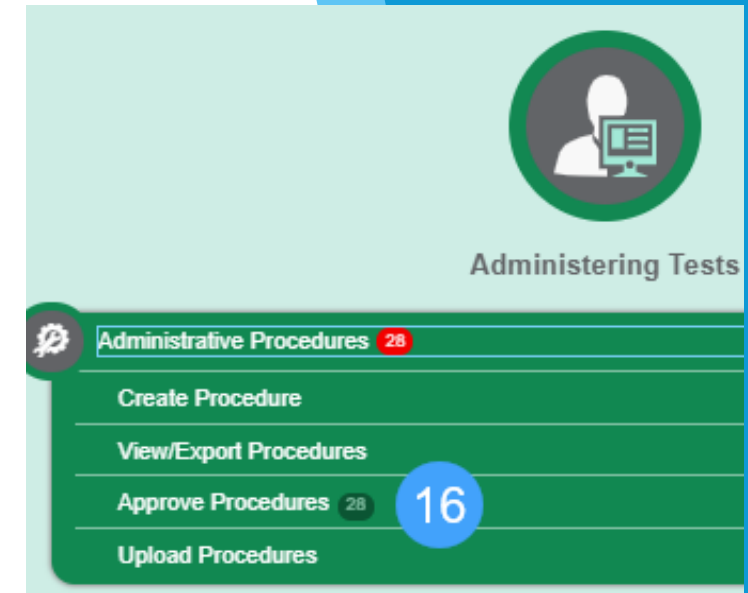 Administering Tests
Administrative Procedures 28
Create Procedure
View/Export Procedures
Approve Procedures 28 16
Upload Procedures